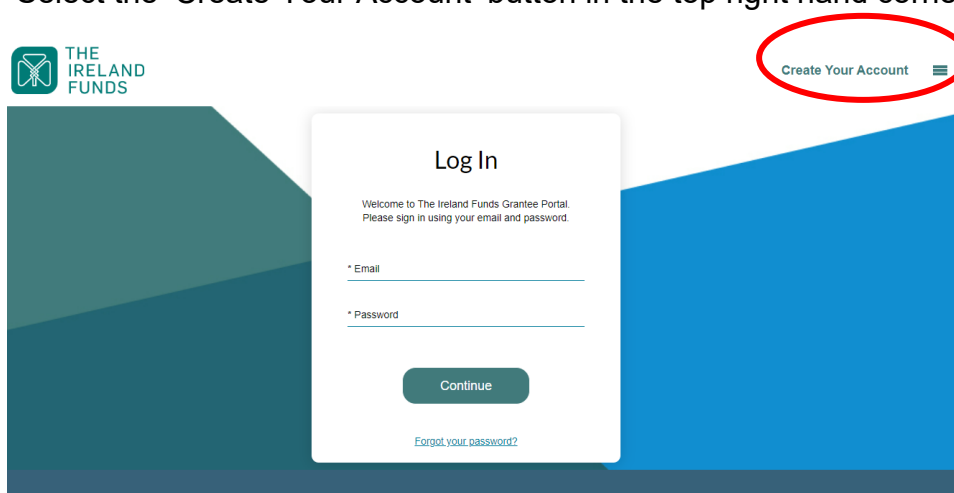 Select the 'Create Your Account' button in the top right hand corne
THE
IRELAND
FUNDS
Create Your Account
Log In
Welcome to The Ireland Funds Grantee Portal.
Please sign in using your email and password.
* Email
* Password
Continue
Forgot your password?